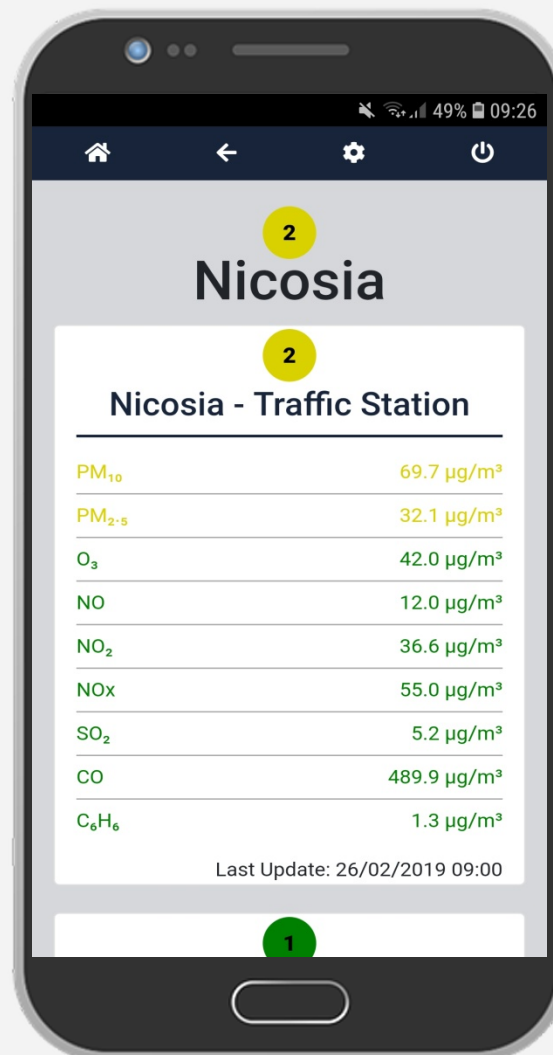 49% 09:26
2
Nicosia
2
Nicosia - Traffic Station
PM₁₀ 69.7 µg/m³
PM₂.₅ 32.1 µg/m³
O₃ 42.0 µg/m³
NO 12.0 µg/m³
NO₂ 36.6 µg/m³
NOx 55.0 µg/m³
SO₂ 5.2 µg/m³
CO 489.9 µg/m³
C₆H₆ 1.3 µg/m³
Last Update: 26/02/2019 09:00
1